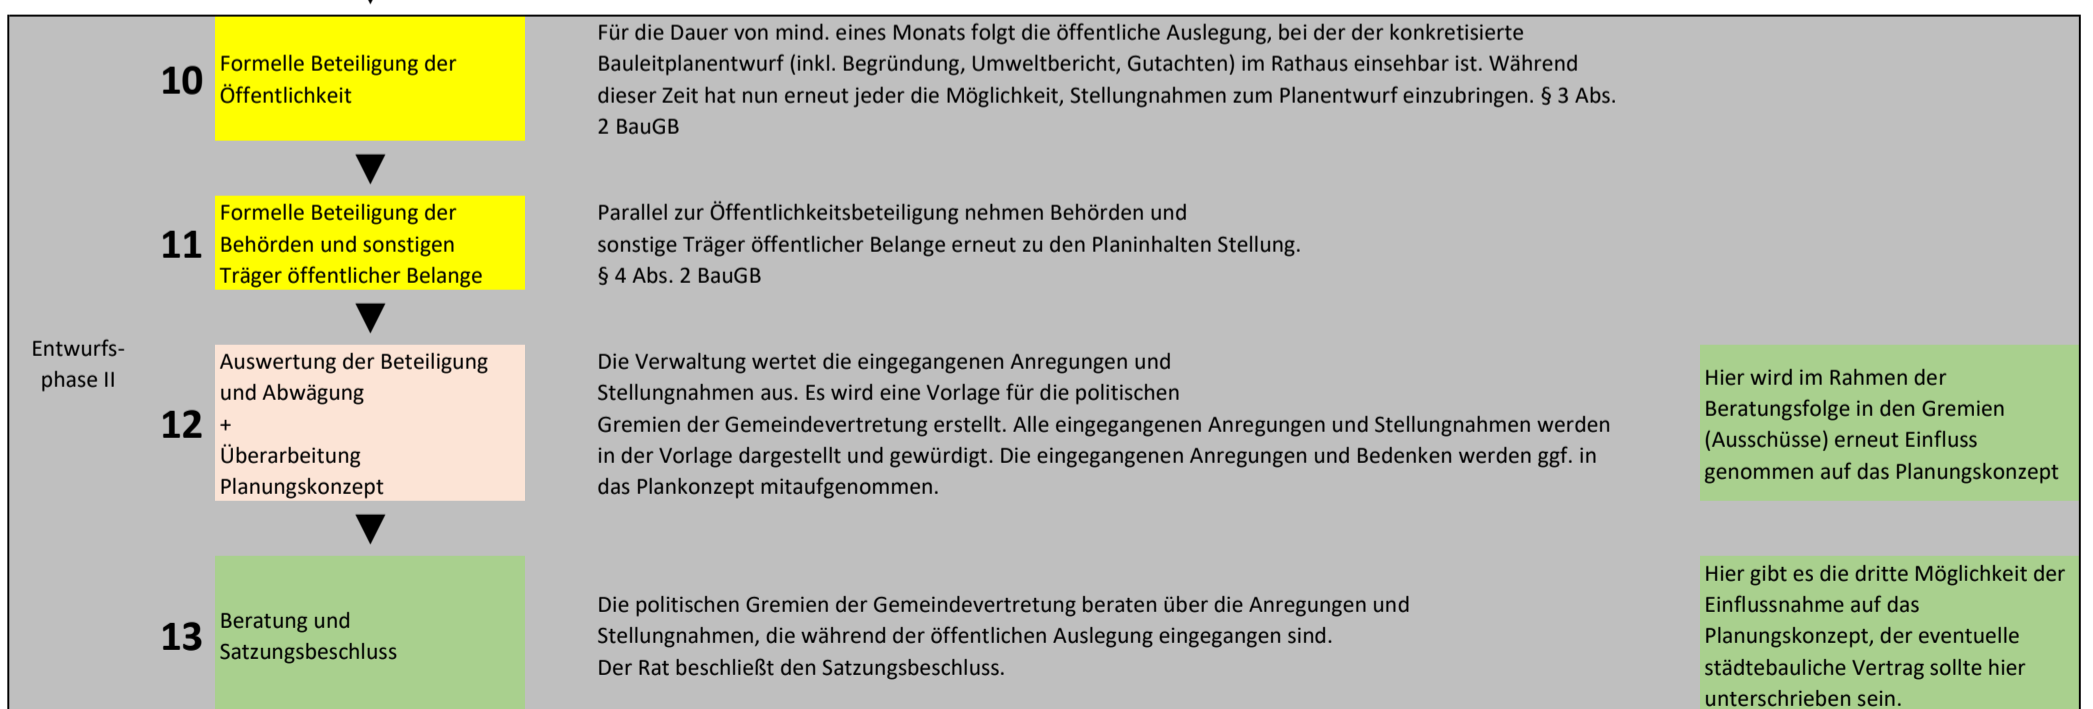 10
Formelle Beteiligung der
Öffentlichkeit
Für die Dauer von mind. eines Monats folgt die öffentliche Auslegung, bei der der konkretisierte
Bauleitplanentwurf (inkl. Begründung, Umweltbericht, Gutachten) im Rathaus einsehbar ist. Während
dieser Zeit hat nun erneut jeder die Möglichkeit, Stellungnahmen zum Planentwurf einzubringen. § 3 Abs.
2 BauGB
11
Formelle Beteiligung der
Behörden und sonstigen
Träger öffentlicher Belange
Parallel zur Öffentlichkeitsbeteiligung nehmen Behörden und
sonstige Träger öffentlicher Belange erneut zu den Planinhalten Stellung.
§ 4 Abs. 2 BauGB
Entwurfs-
phase II
12
Auswertung der Beteiligung
und Abwägung
+
Überarbeitung
Planungskonzept
Die Verwaltung wertet die eingegangenen Anregungen und
Stellungnahmen aus. Es wird eine Vorlage für die politischen
Gremien der Gemeindevertretung erstellt. Alle eingegangenen Anregungen und Stellungnahmen werden
in der Vorlage dargestellt und gewürdigt. Die eingegangenen Anregungen und Bedenken werden ggf. in
das Plankonzept mitaufgenommen.
Hier wird im Rahmen der
Beratungsfolge in den Gremien
(Ausschüsse) erneut Einfluss
genommen auf das Planungskonzept
13
Beratung und
Satzungsbeschluss
Die politischen Gremien der Gemeindevertretung beraten über die Anregungen und
Stellungnahmen, die während der öffentlichen Auslegung eingegangen sind.
Der Rat beschließt den Satzungsbeschluss.
Hier gibt es die dritte Möglichkeit der
Einflussnahme auf das
Planungskonzept, der eventuelle
städtebauliche Vertrag sollte hier
unterschrieben sein.